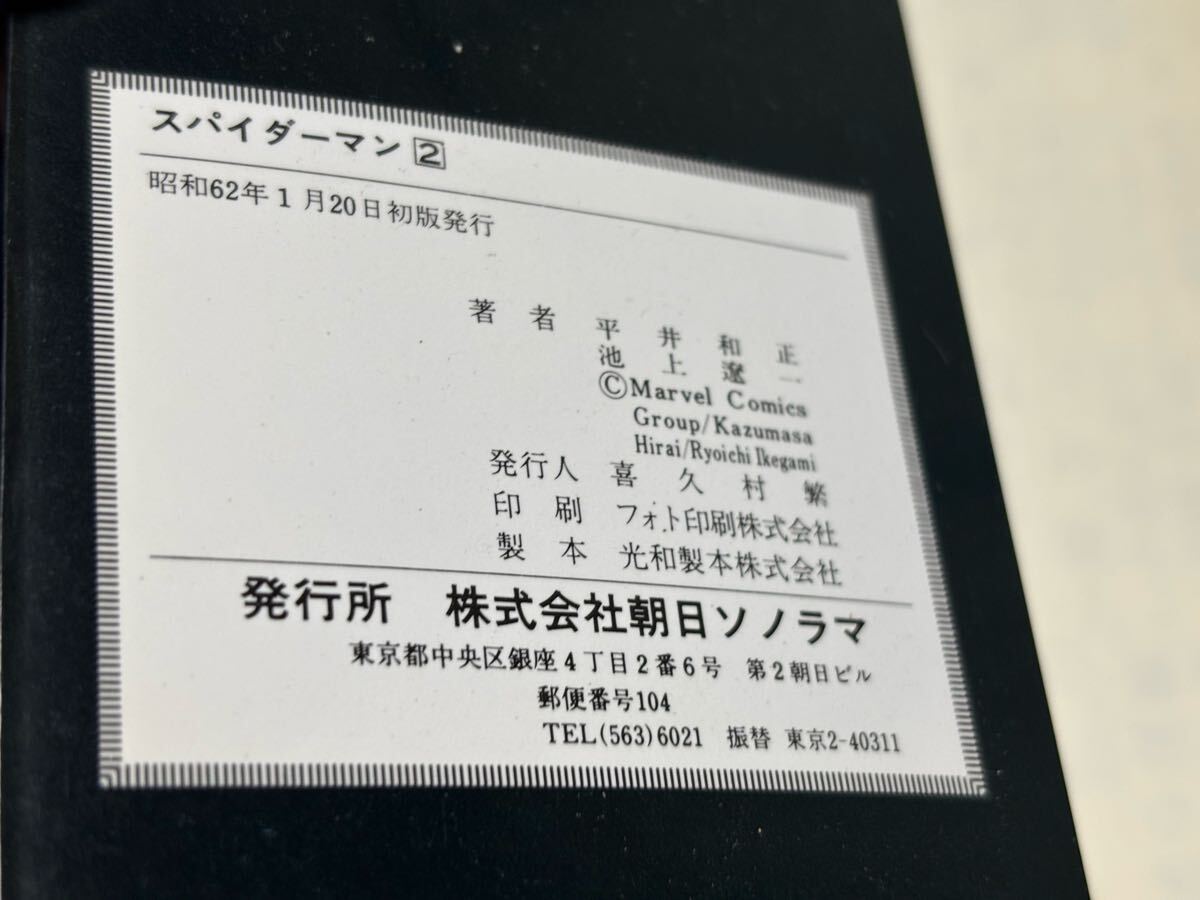 スパイダーマン 2
昭和62年1月20日初版発行
著者 平井和正
池上遼一
©Marvel Comics
Group/Kazumasa
Hirai/Ryoichi Ikegami
発行人 喜久村繁
印刷 フォト印刷株式会社
製本 光和製本株式会社
発行所 株式会社朝日ソノラマ
東京都中央区銀座4丁目2番6号 第2朝日ビル
郵便番号104
TEL(563)6021 振替 東京2-40311